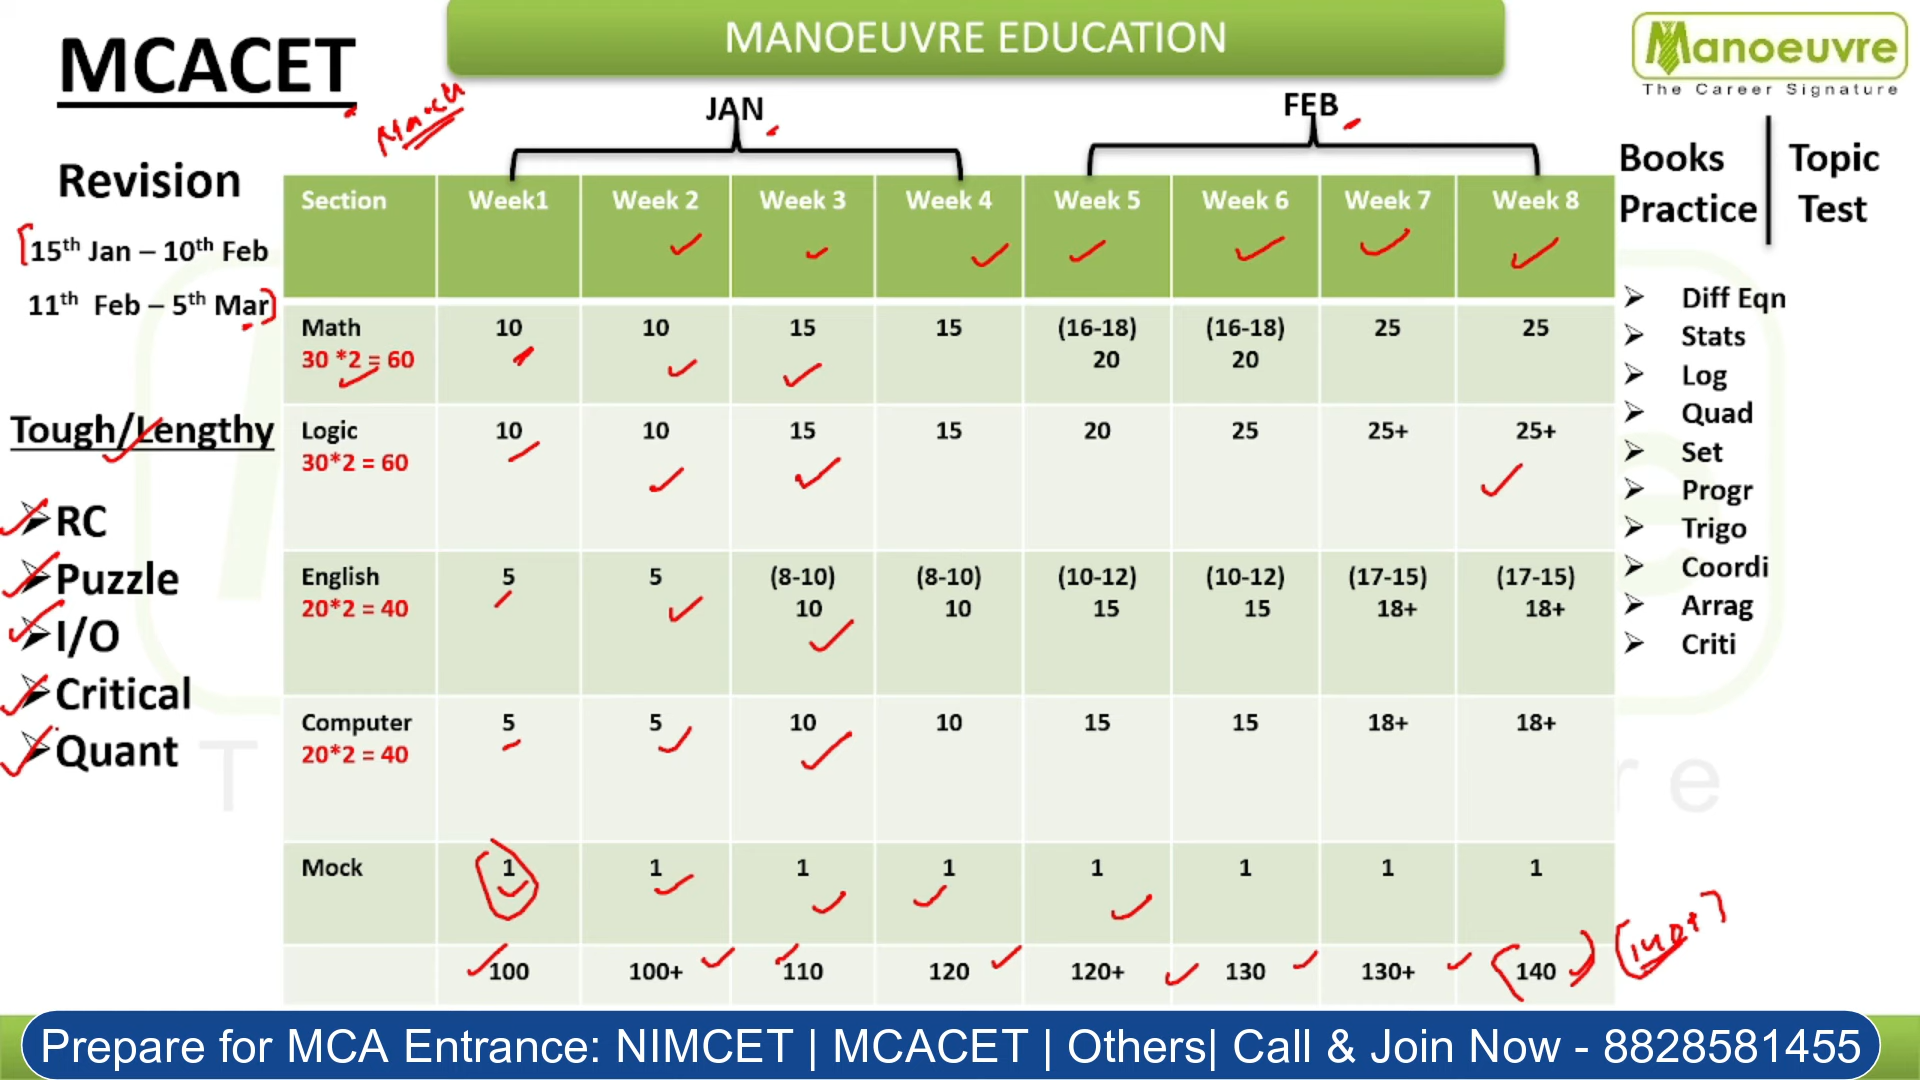 MCACET
MANOEUVRE EDUCATION
Manoeuvre
The Career Signature
March
JAN
FEB
Revision
15th Jan – 10th Feb
11th Feb – 5th Mar
Tough/Lengthy
RC
Puzzle
I/O
Critical
Quant
Section Week1 Week 2 Week 3 Week 4 Week 5 Week 6 Week 7 Week 8
Math 10 10 15 15 (16-18) (16-18) 25 25
30 *2 = 60 20 20
Logic 10 10 15 15 20 25 25+ 25+
30*2 = 60
English 5 5 (8-10) (8-10) (10-12) (10-12) (17-15) (17-15)
20*2 = 40 10 10 15 15 18+ 18+
Computer 5 5 10 10 15 15 18+ 18+
20*2 = 40
Mock 1 1 1 1 1 1 1 1
100 100+ 110 120 120+ 130 130+ 140
(140+)
Books Topic
Practice Test
Diff Eqn
Stats
Log
Quad
Set
Progr
Trigo
Coordi
Arrag
Criti
Prepare for MCA Entrance: NIMCET | MCACET | Others| Call & Join Now - 8828581455